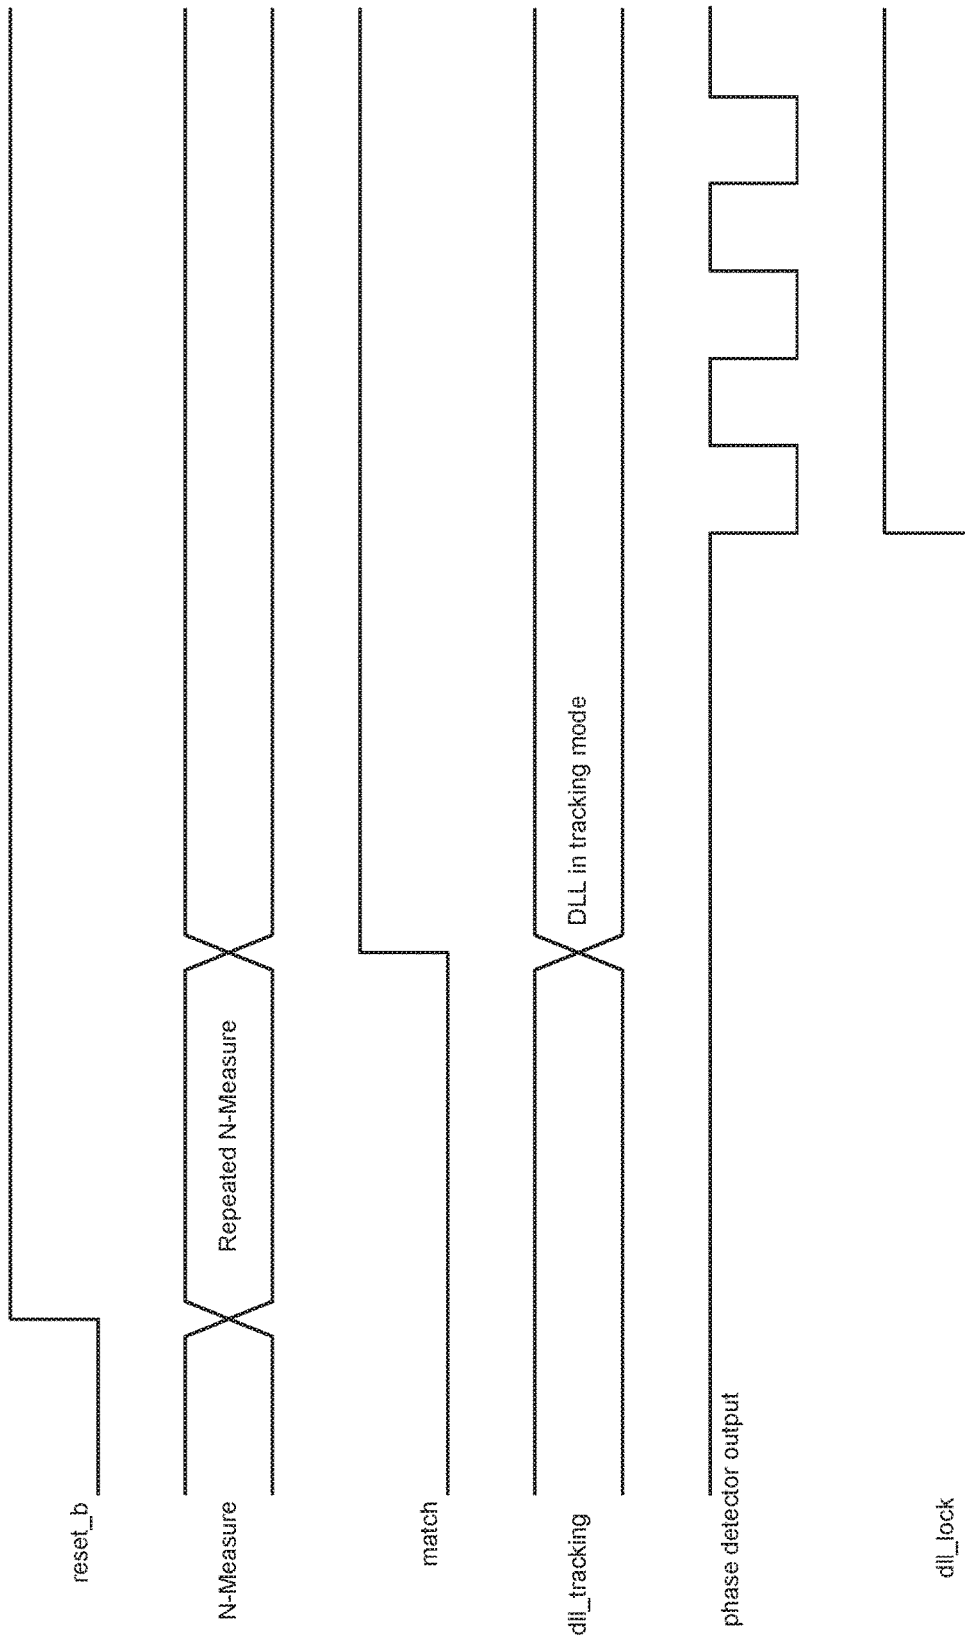 reset_b
N-Measure
Repeated N-Measure
match
dll_tracking
DLL in tracking mode
phase detector output
dll_lock